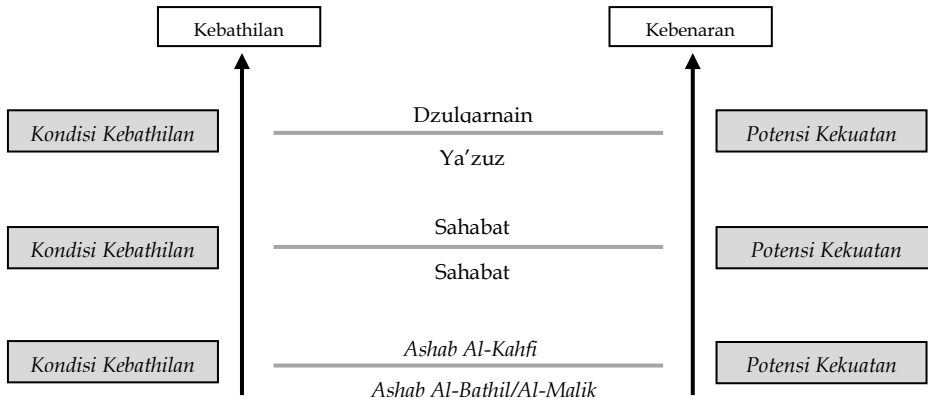 Kebathilan
Kebenaran
Kondisi Kebathilan
Dzulqarnain
Ya’zuz
Potensi Kekuatan
Kondisi Kebathilan
Sahabat
Sahabat
Potensi Kekuatan
Kondisi Kebathilan
Ashab Al-Kahfi
Ashab Al-Bathil/Al-Malik
Potensi Kekuatan